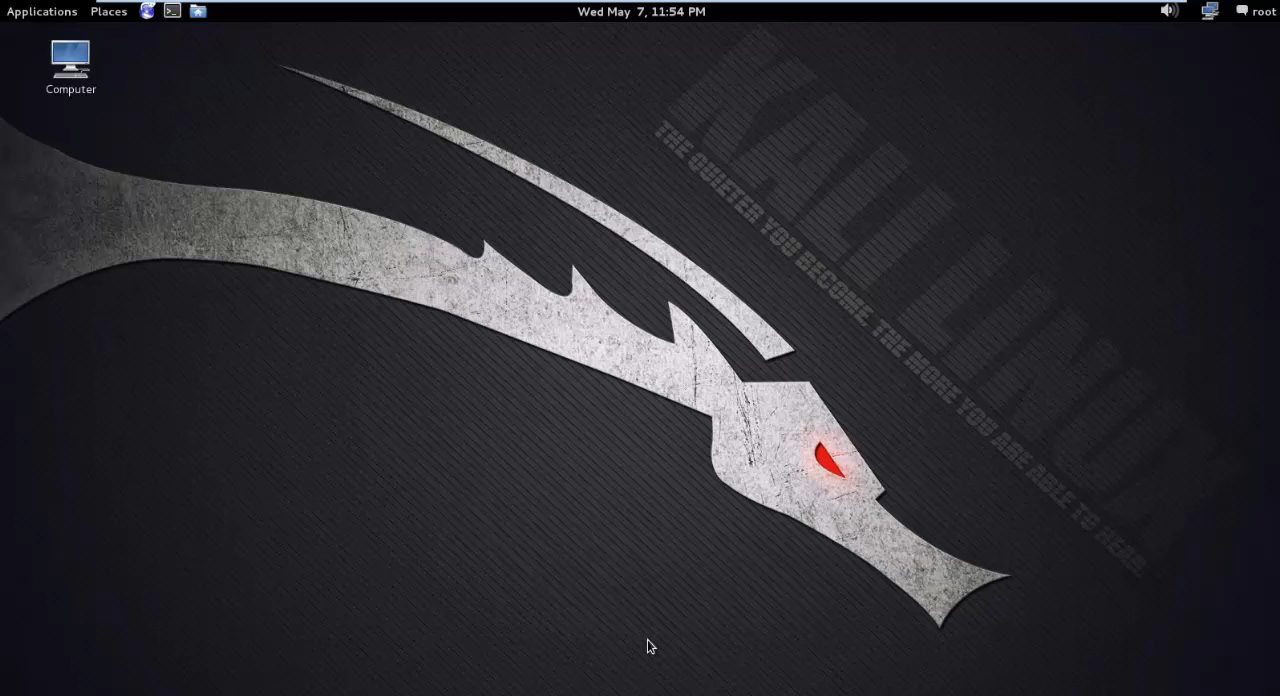 Applications Places Wed May 7, 11:54 PM root
Computer
KALI LINUX
THE QUIETER YOU BECOME, THE MORE YOU ARE ABLE TO HEAR.